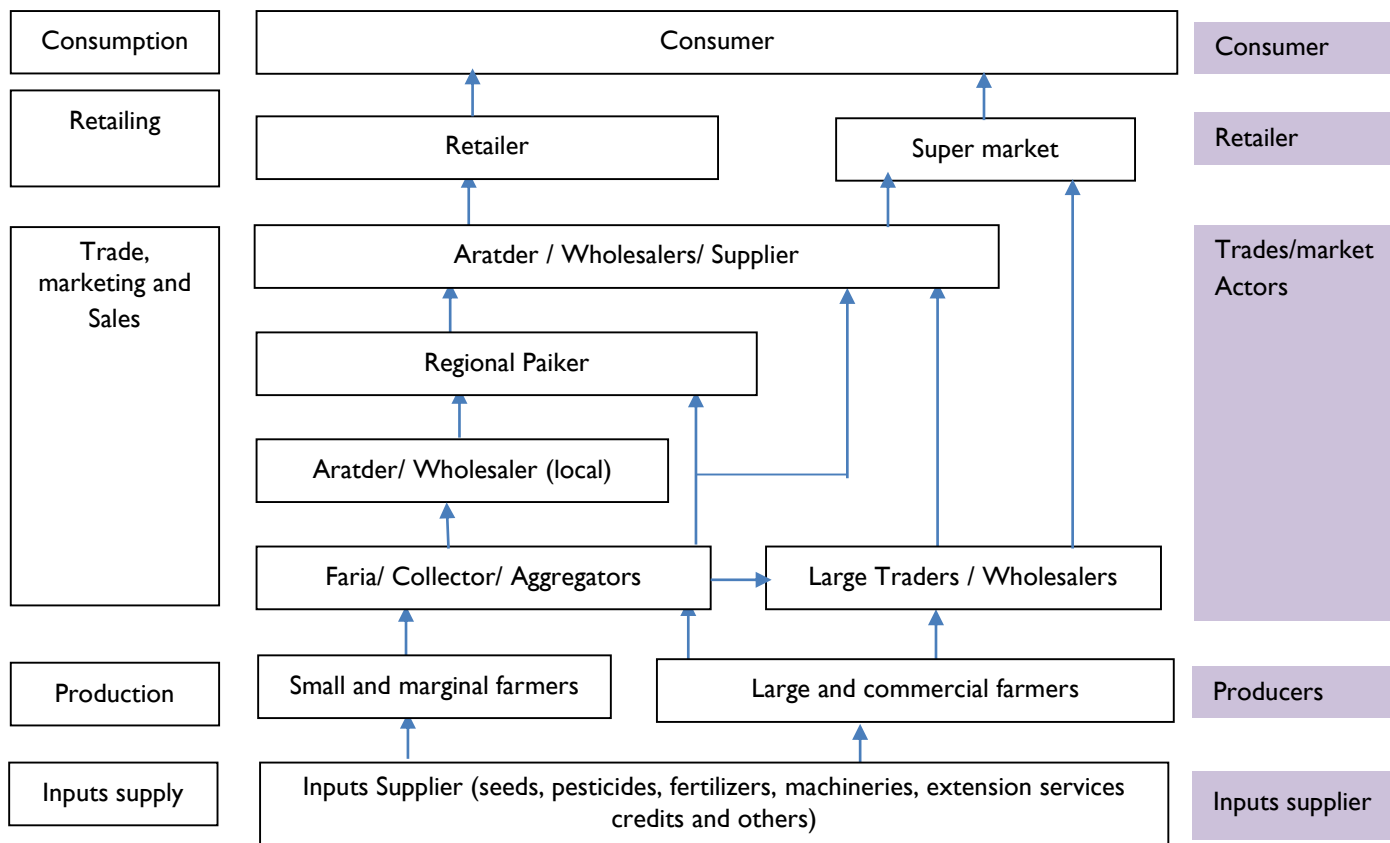 Consumption
Consumer
Consumer
Retailing
Retailer
Super market
Retailer
Trade,
marketing and
Sales
Aratder / Wholesalers/ Supplier
Trades/market
Actors
Regional Paiker
Aratder/ Wholesaler (local)
Faria/ Collector/ Aggregators
Large Traders / Wholesalers
Production
Small and marginal farmers
Large and commercial farmers
Producers
Inputs supply
Inputs Supplier (seeds, pesticides, fertilizers, machineries, extension services
credits and others)
Inputs supplier